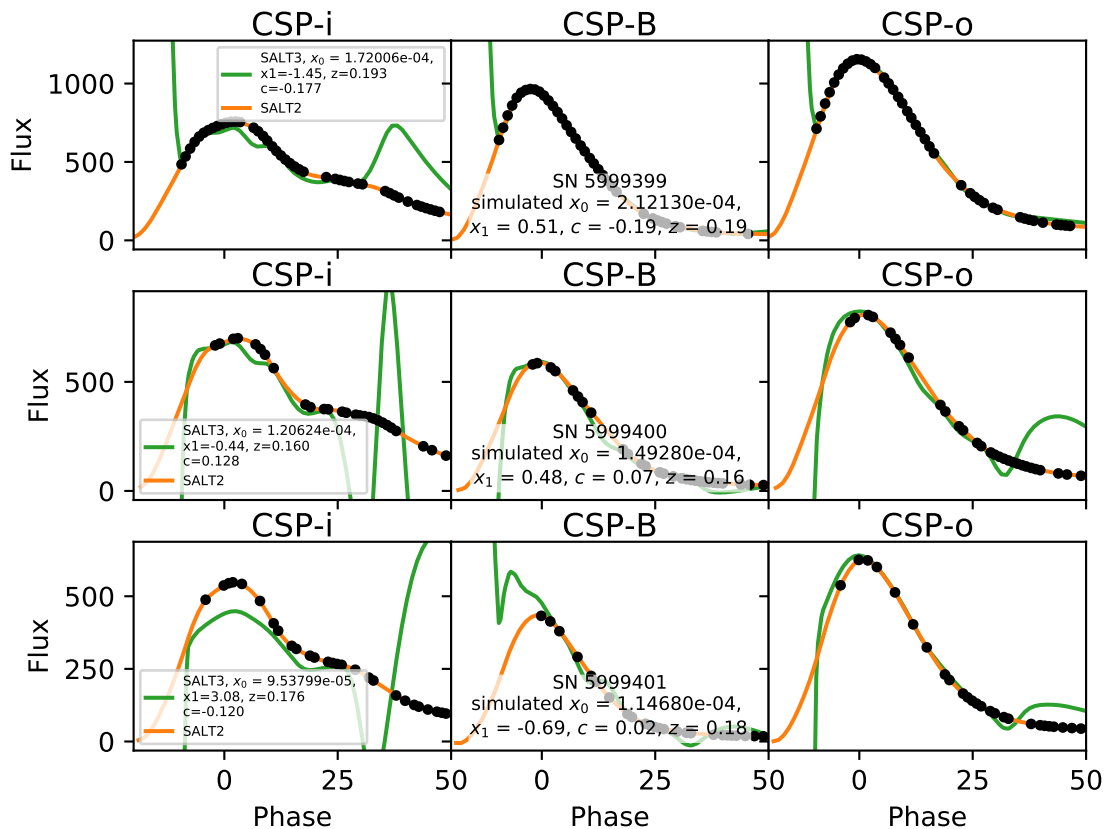 CSP-i CSP-B CSP-o
1000
500
0
Flux
SALT3, x₀ = 1.72006e-04,
x1=-1.45, z=0.193
c=-0.177
SALT2
SN 5999399
simulated x₀ = 2.12130e-04,
x₁ = 0.51, c = -0.19, z = 0.19
CSP-i CSP-B CSP-o
500
0
Flux
SALT3, x₀ = 1.20624e-04,
x1=-0.44, z=0.160
c=0.128
SALT2
SN 5999400
simulated x₀ = 1.49280e-04,
x₁ = 0.48, c = 0.07, z = 0.16
CSP-i CSP-B CSP-o
500
250
0
Flux
SALT3, x₀ = 9.53799e-05,
x1=3.08, z=0.176
c=-0.120
SALT2
SN 5999401
simulated x₀ = 1.14680e-04,
x₁ = -0.69, c = 0.02, z = 0.18
0 25 50 0 25 50 0 25 50
Phase Phase Phase